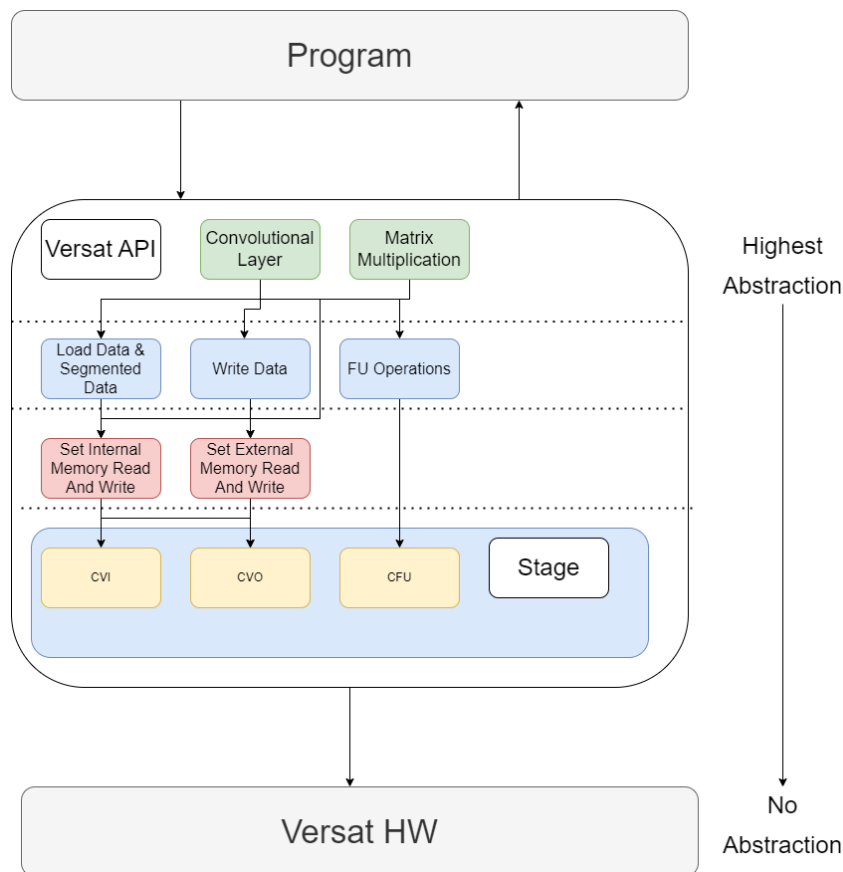 Program
Versat API
Convolutional
Layer
Matrix
Multiplication
Highest
Abstraction
Load Data &
Segmented
Data
Write Data
FU Operations
Set Internal
Memory Read
And Write
Set External
Memory Read
And Write
CVI
CVO
CFU
Stage
Versat HW
No
Abstraction